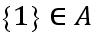 {1} ∈ A